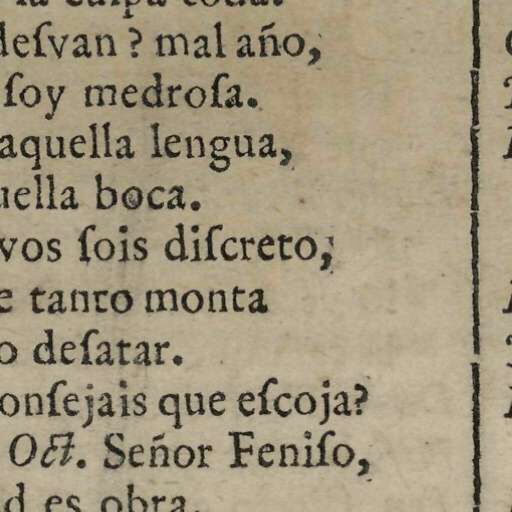 la culpa toda.
desvan? mal año,
ſoy medroſa.
aquella lengua,
uella boca.
vos ſois diſcreto,
e tanto monta
o deſatar.
onſejais que eſcoja?
Oct. Señor Feniſo,
d es obra.